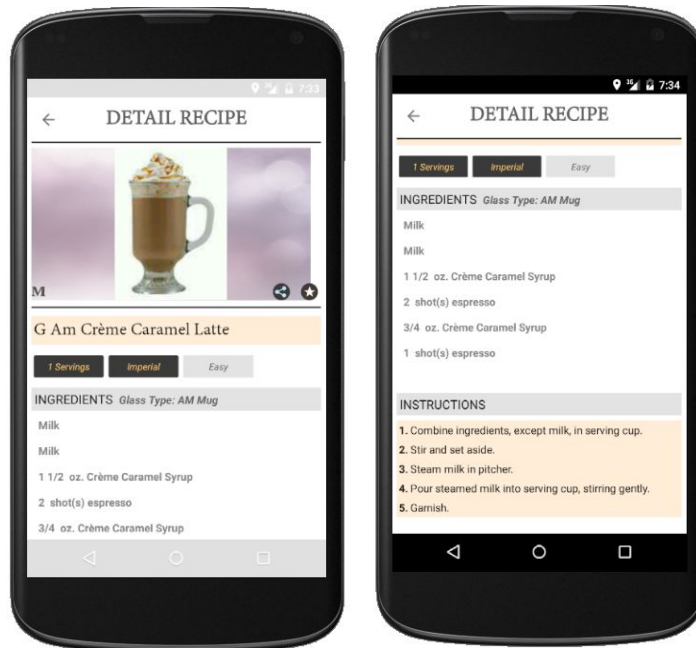 7:33
DETAIL RECIPE
M
G Am Crème Caramel Latte
1 Servings Imperial Easy
INGREDIENTS Glass Type: AM Mug
Milk
Milk
1 1/2 oz. Crème Caramel Syrup
2 shot(s) espresso
3/4 oz. Crème Caramel Syrup
3G 7:34
DETAIL RECIPE
1 Servings Imperial Easy
INGREDIENTS Glass Type: AM Mug
Milk
Milk
1 1/2 oz. Crème Caramel Syrup
2 shot(s) espresso
3/4 oz. Crème Caramel Syrup
1 shot(s) espresso
INSTRUCTIONS
1. Combine ingredients, except milk, in serving cup.
2. Stir and set aside.
3. Steam milk in pitcher.
4. Pour steamed milk into serving cup, stirring gently.
5. Garnish.